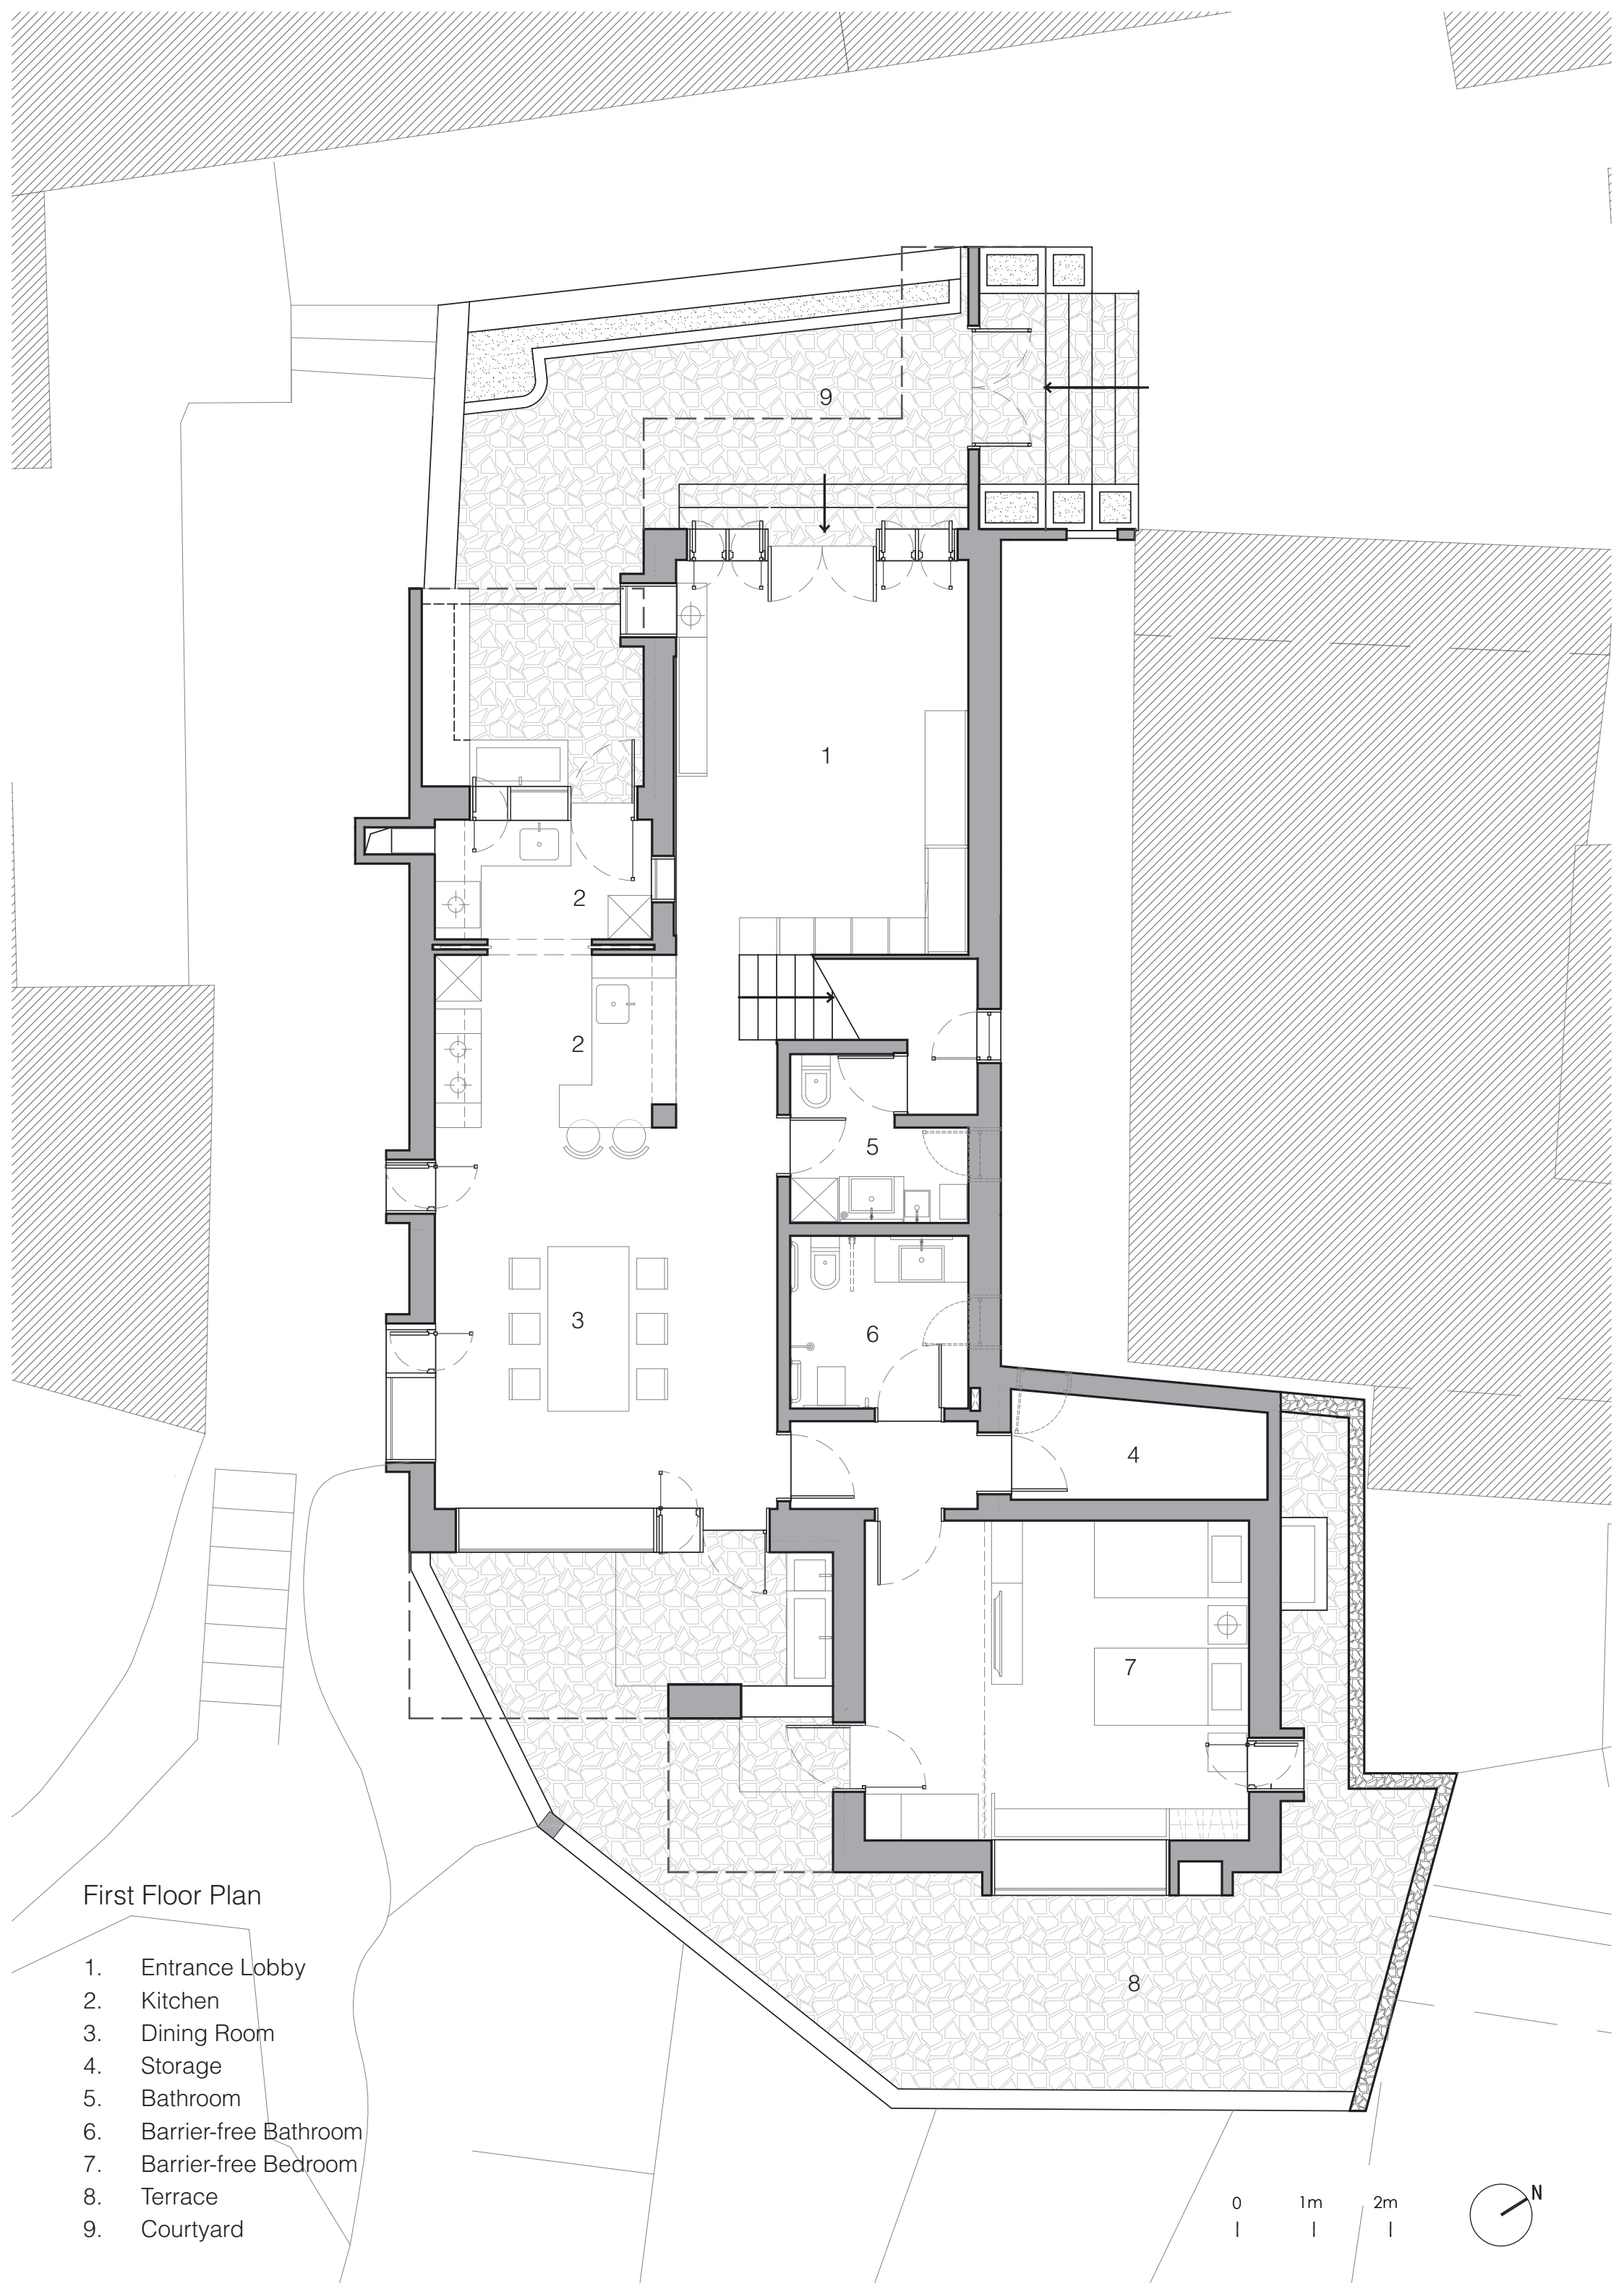 9
1
2
2
5
3
6
4
7
8
First Floor Plan
1. Entrance Lobby
2. Kitchen
3. Dining Room
4. Storage
5. Bathroom
6. Barrier-free Bathroom
7. Barrier-free Bedroom
8. Terrace
9. Courtyard
0 1m 2m
N